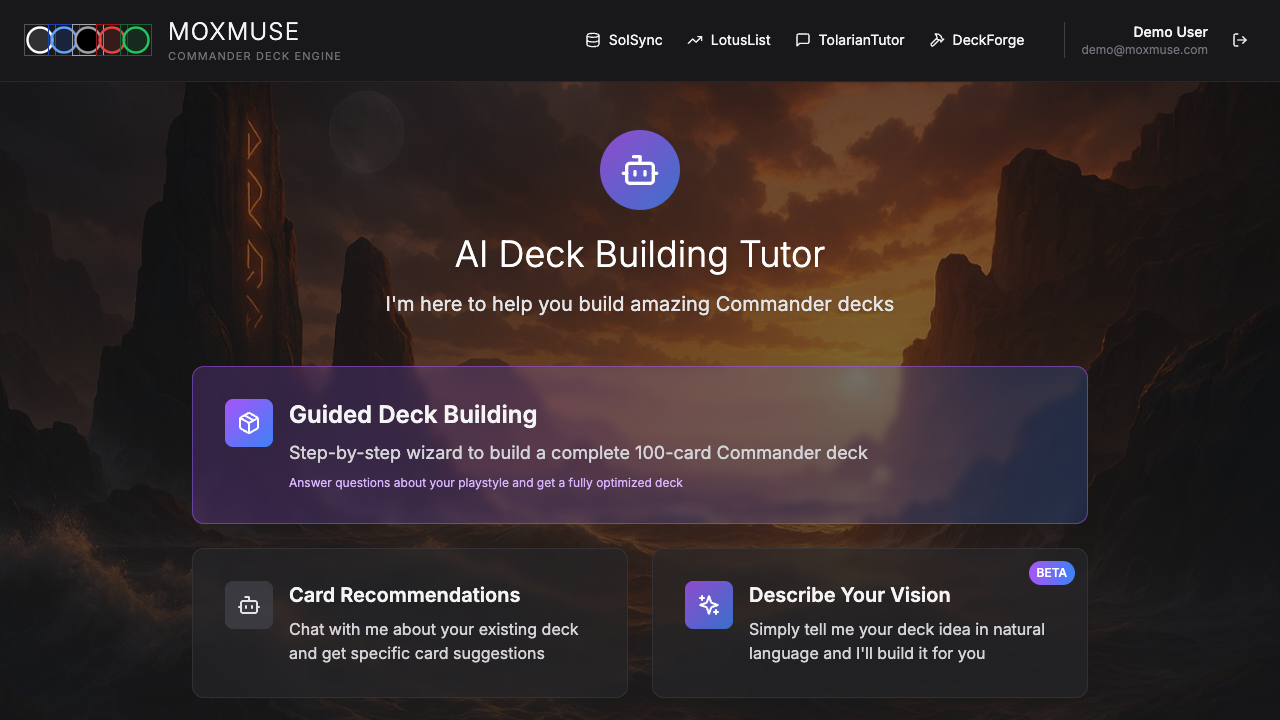 MOXMUSE
COMMANDER DECK ENGINE
SolSync
LotusList
TolarianTutor
DeckForge
Demo User
demo@moxmuse.com
AI Deck Building Tutor
I'm here to help you build amazing Commander decks
Guided Deck Building
Step-by-step wizard to build a complete 100-card Commander deck
Answer questions about your playstyle and get a fully optimized deck
Card Recommendations
Chat with me about your existing deck
and get specific card suggestions
BETA
Describe Your Vision
Simply tell me your deck idea in natural
language and I'll build it for you